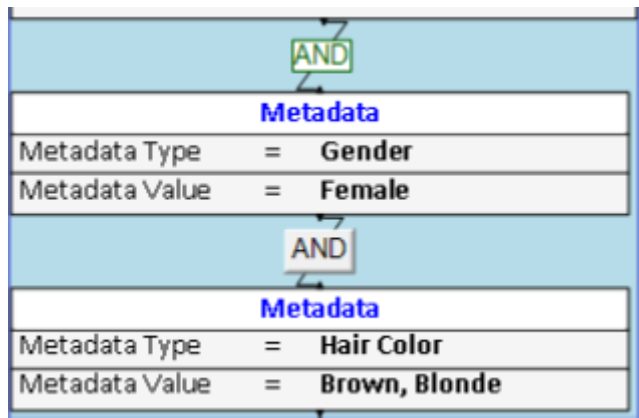 AND
Metadata
Metadata Type = Gender
Metadata Value = Female
AND
Metadata
Metadata Type = Hair Color
Metadata Value = Brown, Blonde